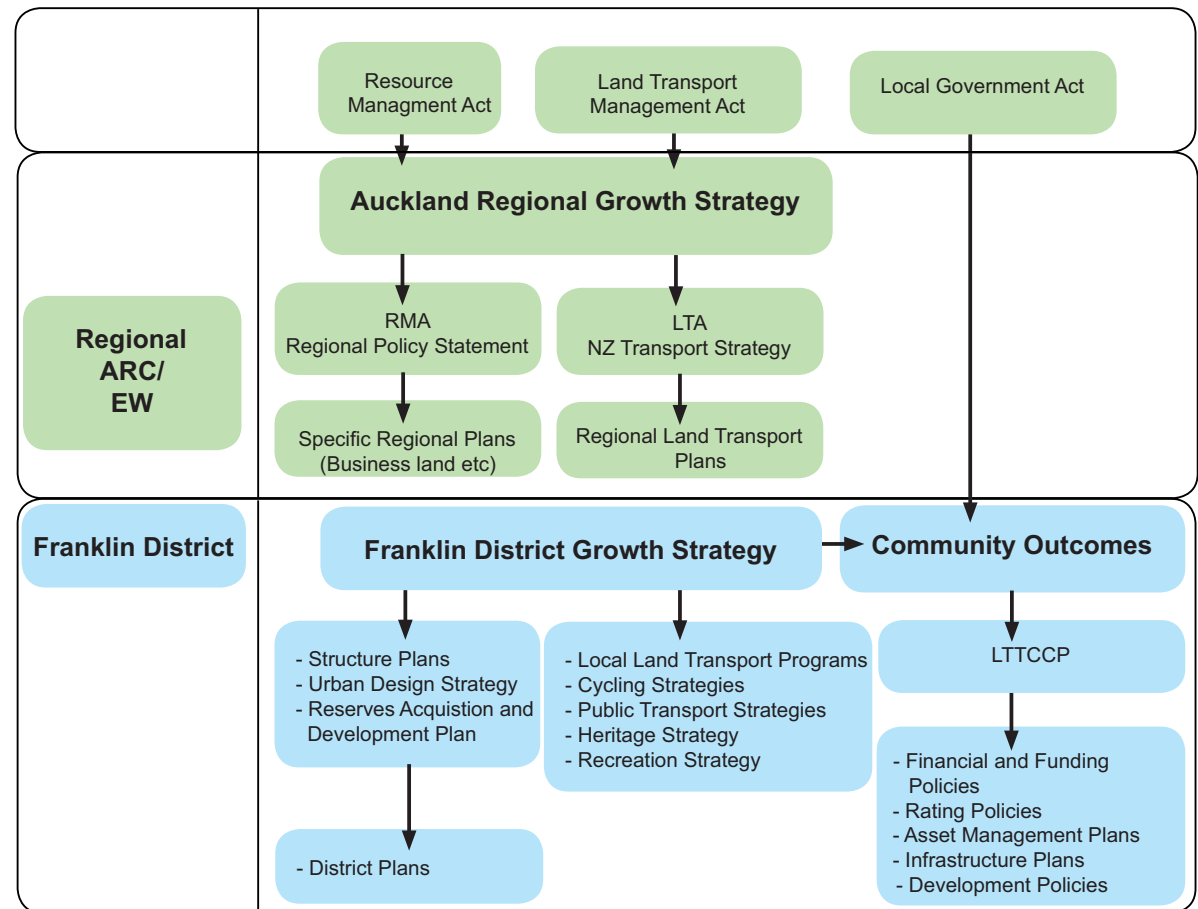 Resource
Managment Act
Land Transport
Management Act
Local Government Act
Auckland Regional Growth Strategy
Regional
ARC/
EW
RMA
Regional Policy Statement
LTA
NZ Transport Strategy
Specific Regional Plans
(Business land etc)
Regional Land Transport
Plans
Franklin District
Franklin District Growth Strategy
Community Outcomes
- Structure Plans
- Urban Design Strategy
- Reserves Acquistion and
Development Plan
- Local Land Transport Programs
- Cycling Strategies
- Public Transport Strategies
- Heritage Strategy
- Recreation Strategy
LTTCCP
- Financial and Funding
Policies
- Rating Policies
- Asset Management Plans
- Infrastructure Plans
- Development Policies
- District Plans